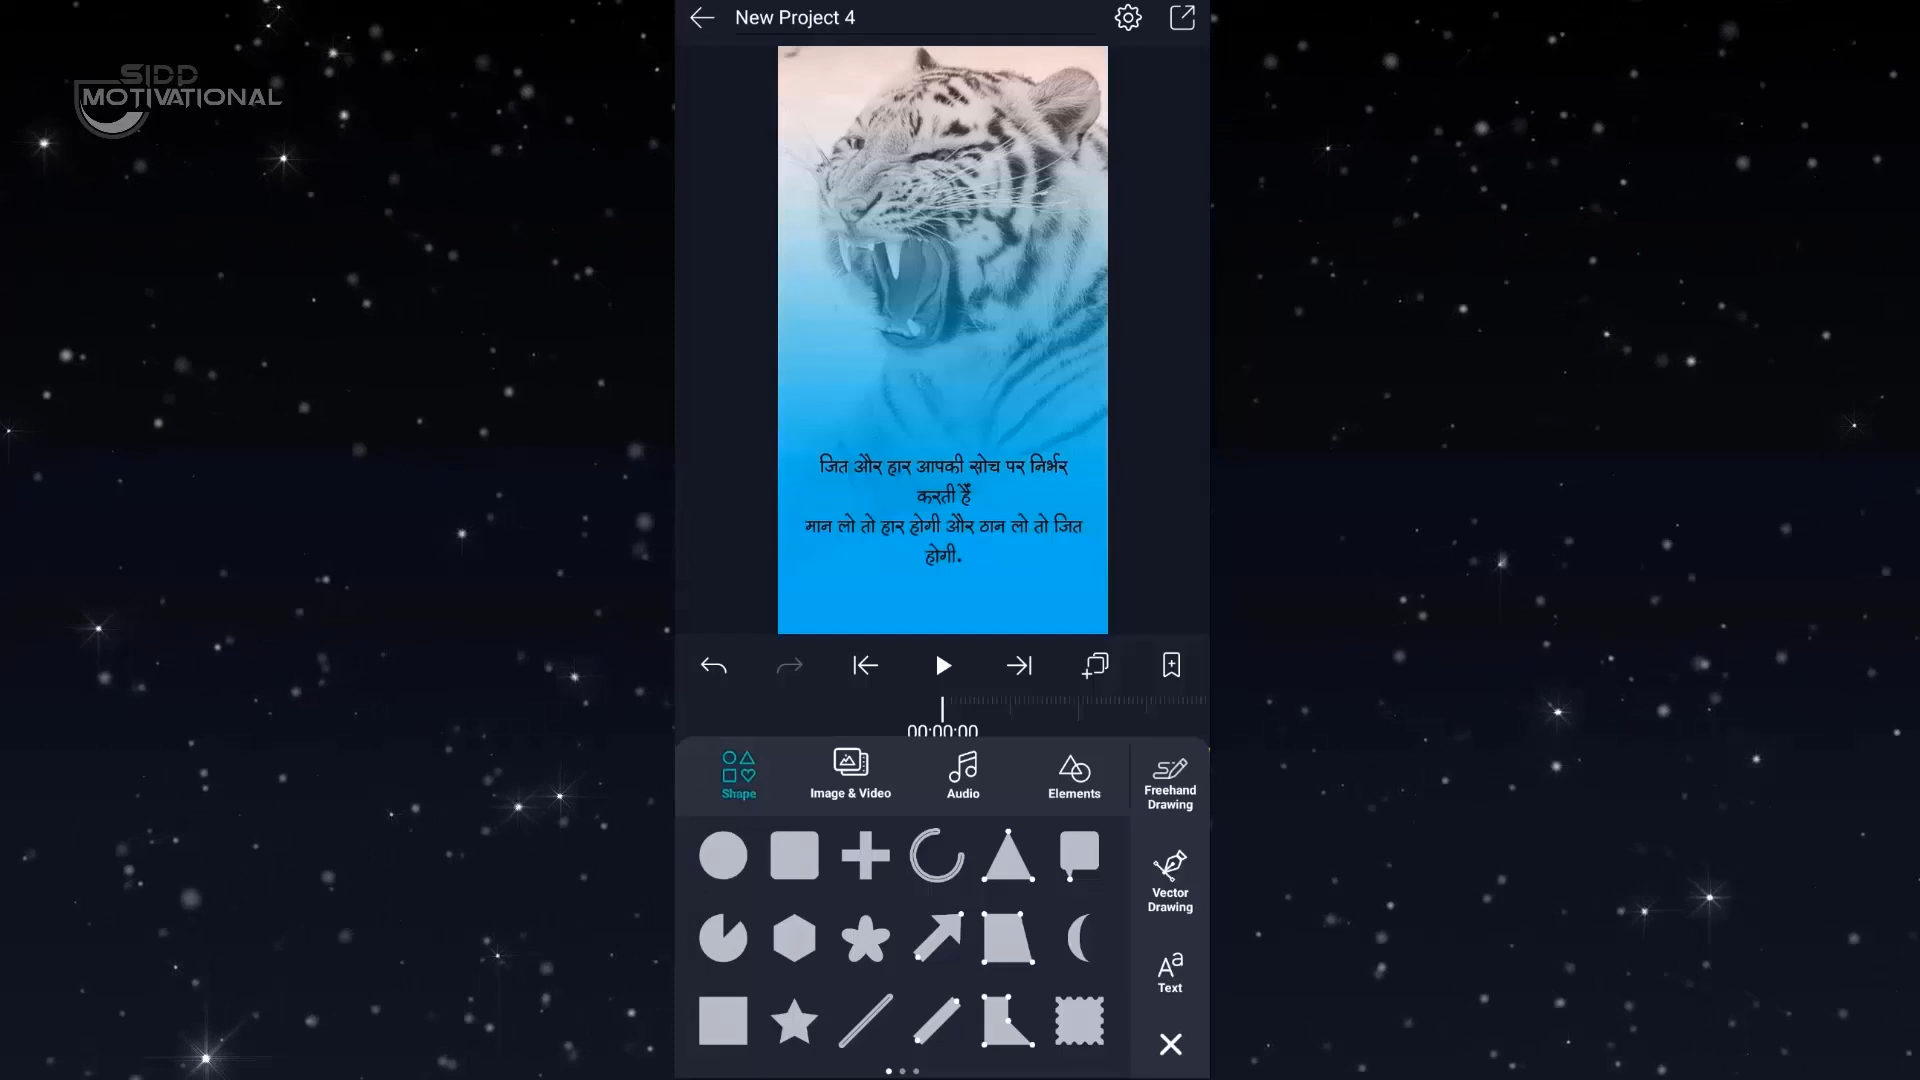 SIDD
MOTIVATIONAL
New Project 4
जित और हार आपकी सोच पर निर्भर
करती हैं
मान लो तो हार होगी और ठान लो तो जित
होगी.
00:00:00
Shape
Image & Video
Audio
Elements
Freehand
Drawing
Vector
Drawing
Aa
Text